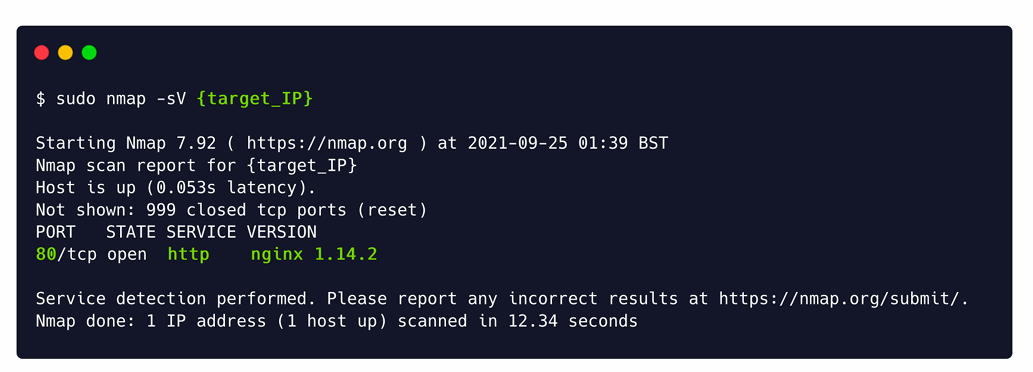 $ sudo nmap -sV {target_IP}
Starting Nmap 7.92 ( https://nmap.org ) at 2021-09-25 01:39 BST
Nmap scan report for {target_IP}
Host is up (0.053s latency).
Not shown: 999 closed tcp ports (reset)
PORT   STATE SERVICE VERSION
80/tcp open  http    nginx 1.14.2
Service detection performed. Please report any incorrect results at https://nmap.org/submit/.
Nmap done: 1 IP address (1 host up) scanned in 12.34 seconds